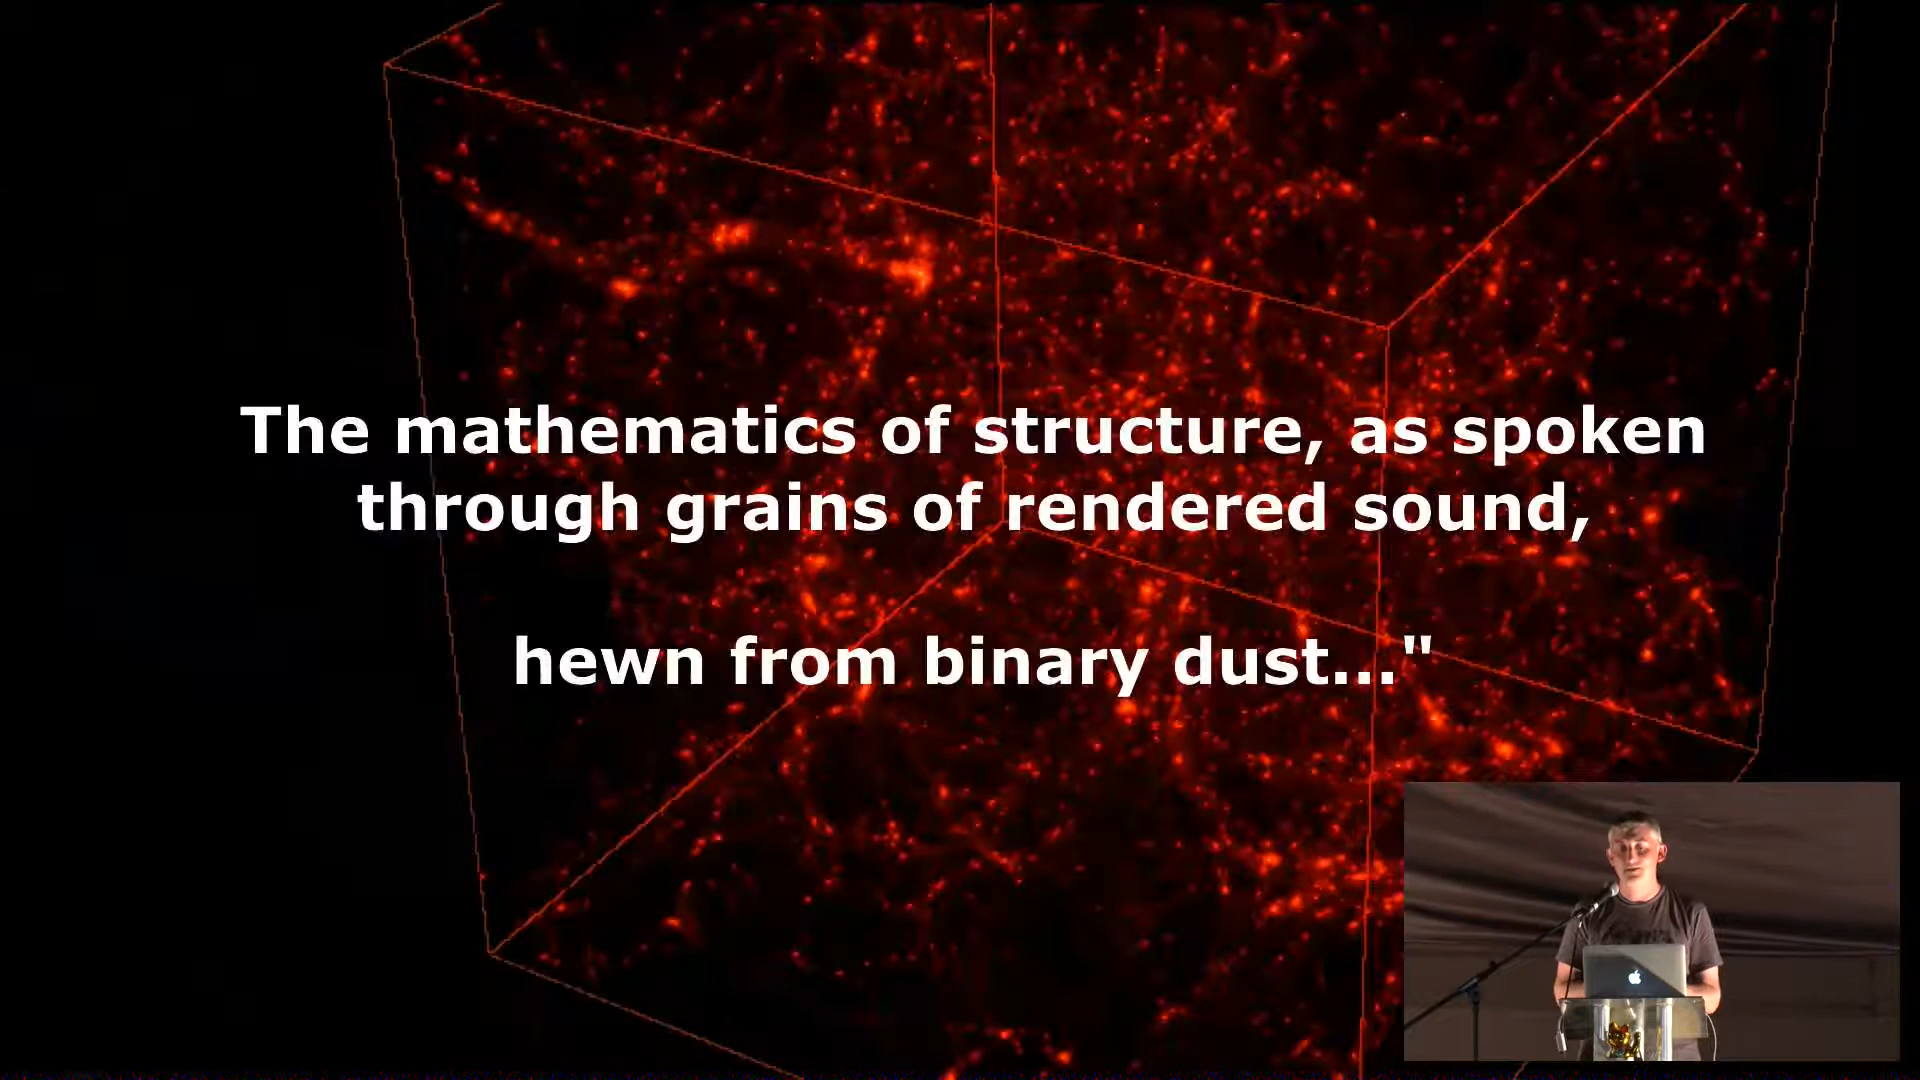 The mathematics of structure, as spoken
through grains of rendered sound,
hewn from binary dust..."